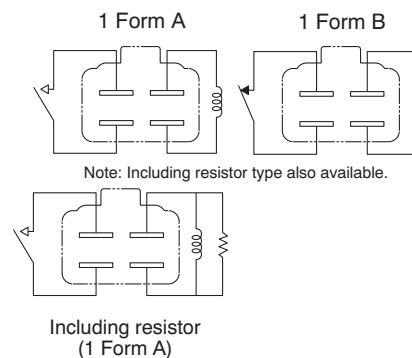 1 Form A
1 Form B
Note: Including resistor type also available.
Including resistor
(1 Form A)